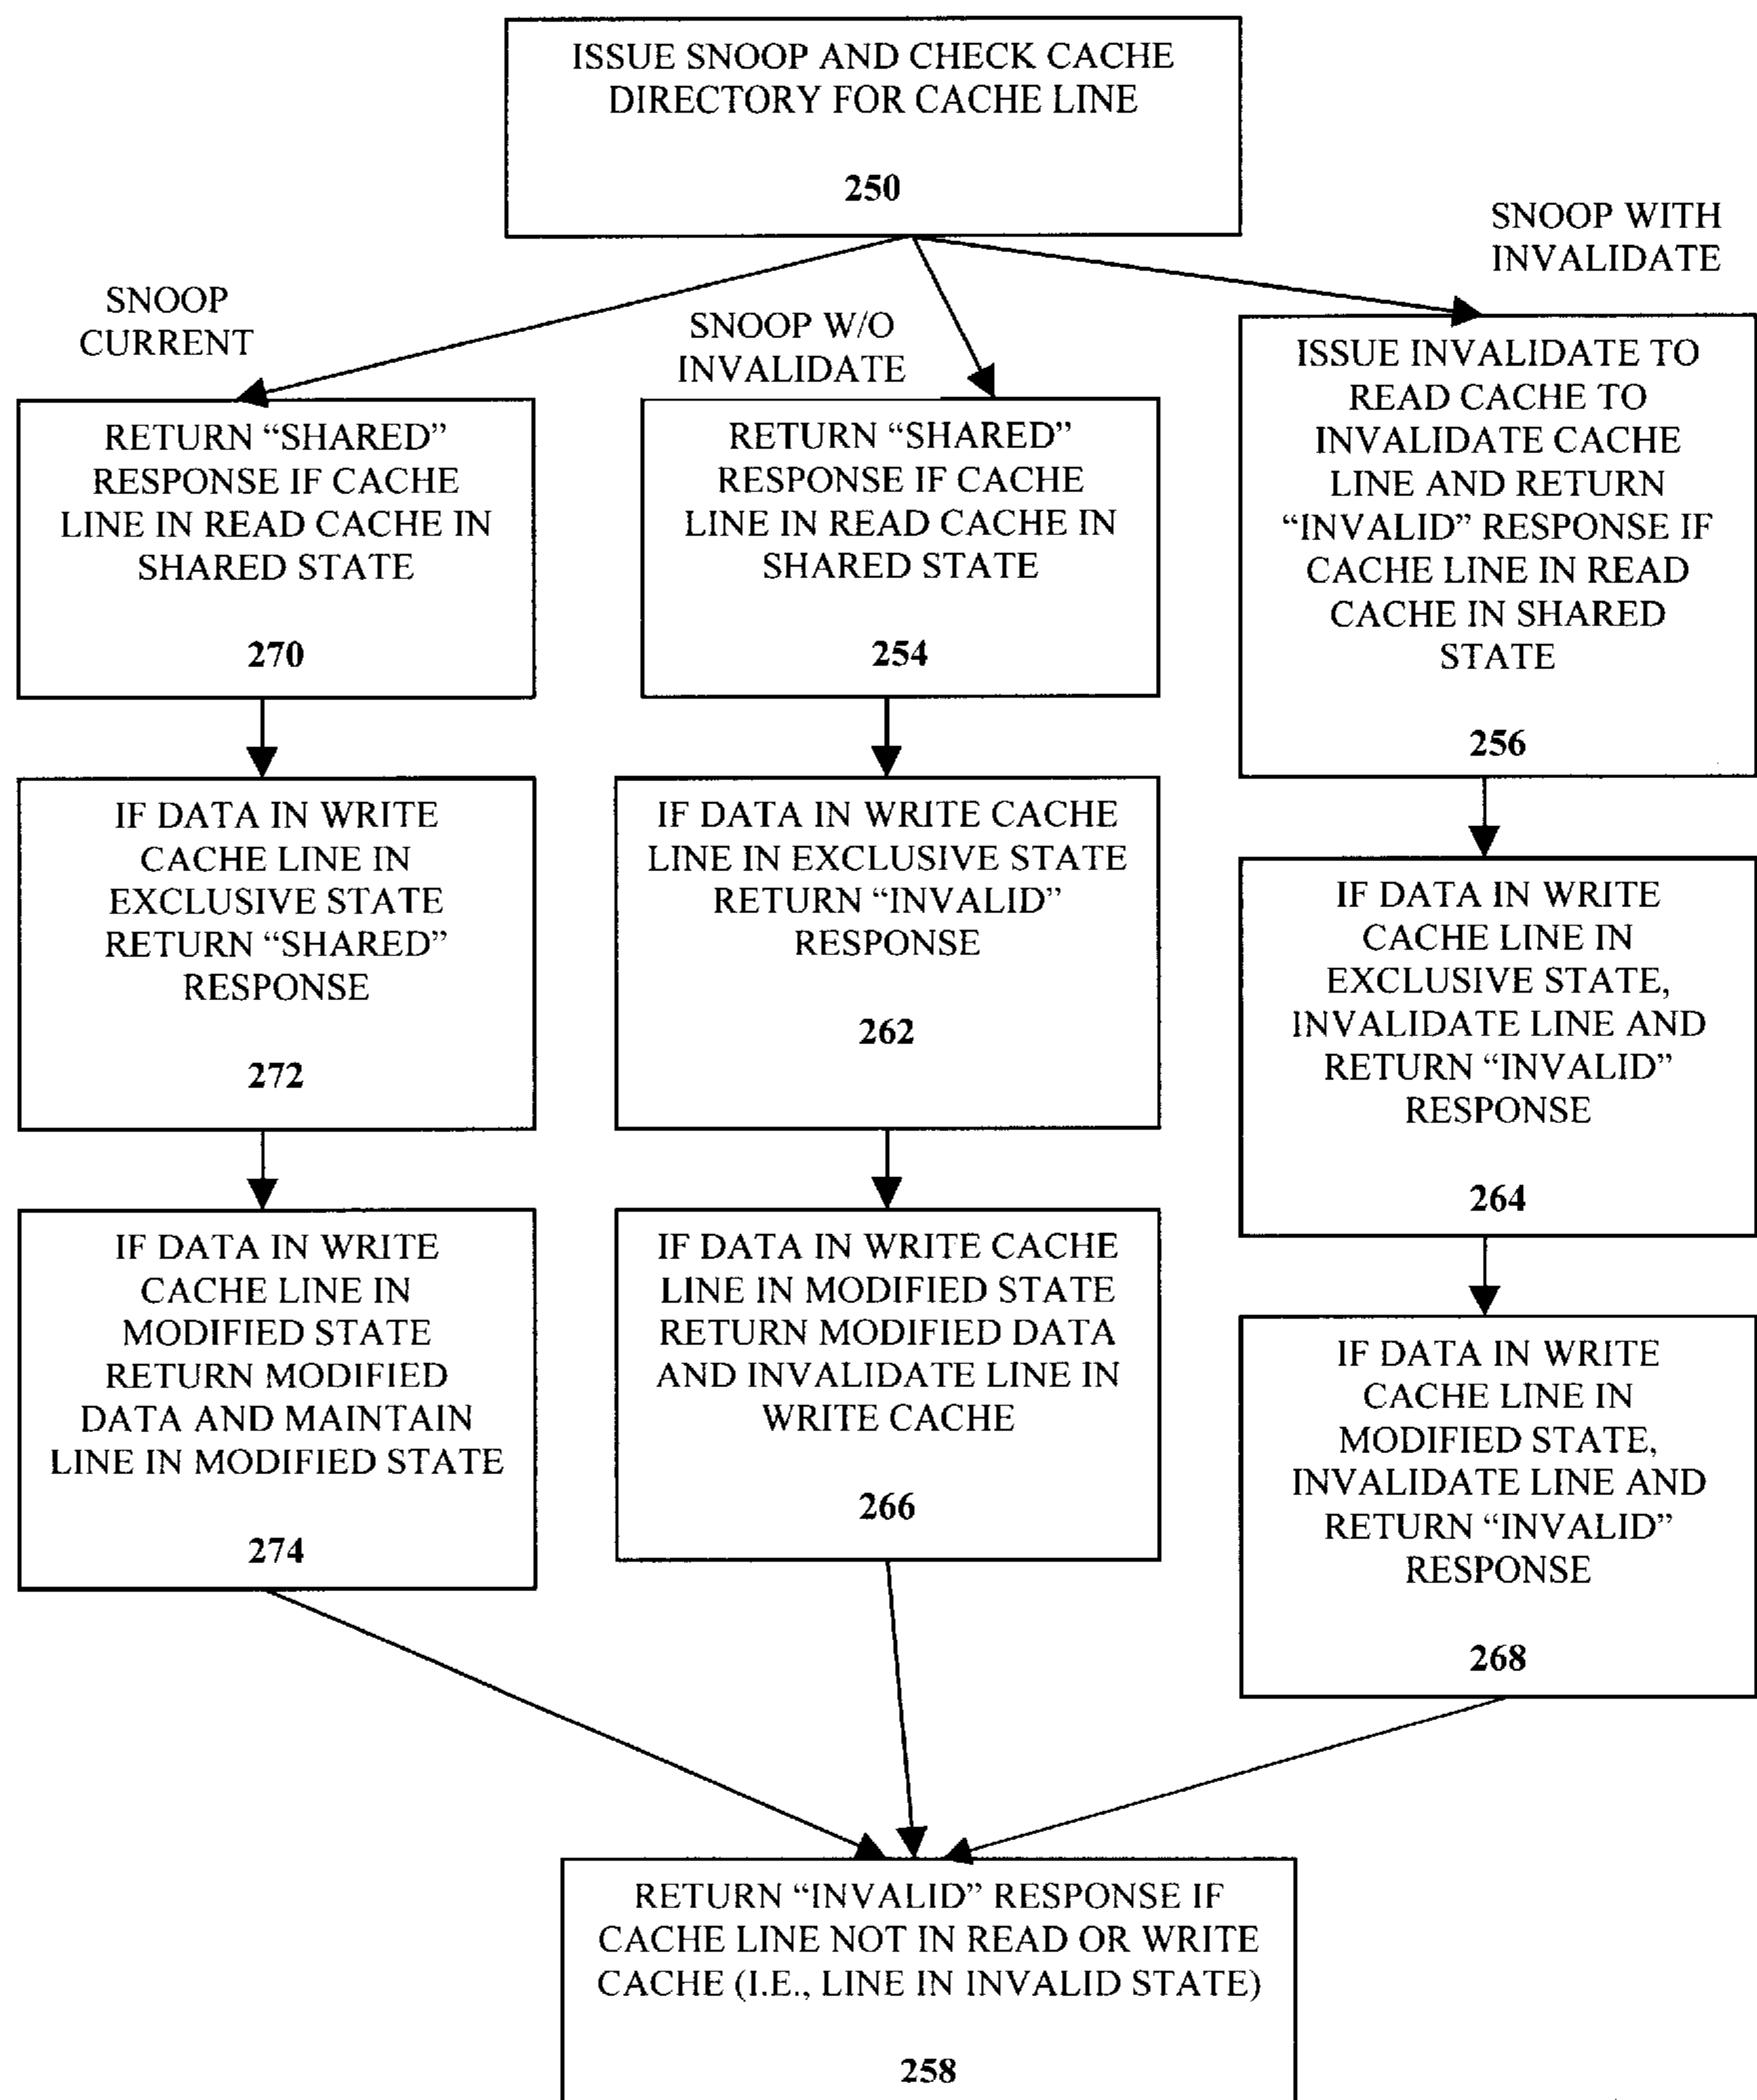 ISSUE SNOOP AND CHECK CACHE
DIRECTORY FOR CACHE LINE
250
SNOOP
CURRENT
SNOOP W/O
INVALIDATE
SNOOP WITH
INVALIDATE
RETURN “SHARED”
RESPONSE IF CACHE
LINE IN READ CACHE IN
SHARED STATE
270
RETURN “SHARED”
RESPONSE IF CACHE
LINE IN READ CACHE IN
SHARED STATE
254
ISSUE INVALIDATE TO
READ CACHE TO
INVALIDATE CACHE
LINE AND RETURN
“INVALID” RESPONSE IF
CACHE LINE IN READ
CACHE IN SHARED
STATE
256
IF DATA IN WRITE
CACHE LINE IN
EXCLUSIVE STATE
RETURN “SHARED”
RESPONSE
272
IF DATA IN WRITE CACHE
LINE IN EXCLUSIVE STATE
RETURN “INVALID”
RESPONSE
262
IF DATA IN WRITE
CACHE LINE IN
EXCLUSIVE STATE,
INVALIDATE LINE AND
RETURN “INVALID”
RESPONSE
264
IF DATA IN WRITE
CACHE LINE IN
MODIFIED STATE
RETURN MODIFIED
DATA AND MAINTAIN
LINE IN MODIFIED STATE
274
IF DATA IN WRITE CACHE
LINE IN MODIFIED STATE
RETURN MODIFIED DATA
AND INVALIDATE LINE IN
WRITE CACHE
266
IF DATA IN WRITE
CACHE LINE IN
MODIFIED STATE,
INVALIDATE LINE AND
RETURN “INVALID”
RESPONSE
268
RETURN “INVALID” RESPONSE IF
CACHE LINE NOT IN READ OR WRITE
CACHE (I.E., LINE IN INVALID STATE)
258